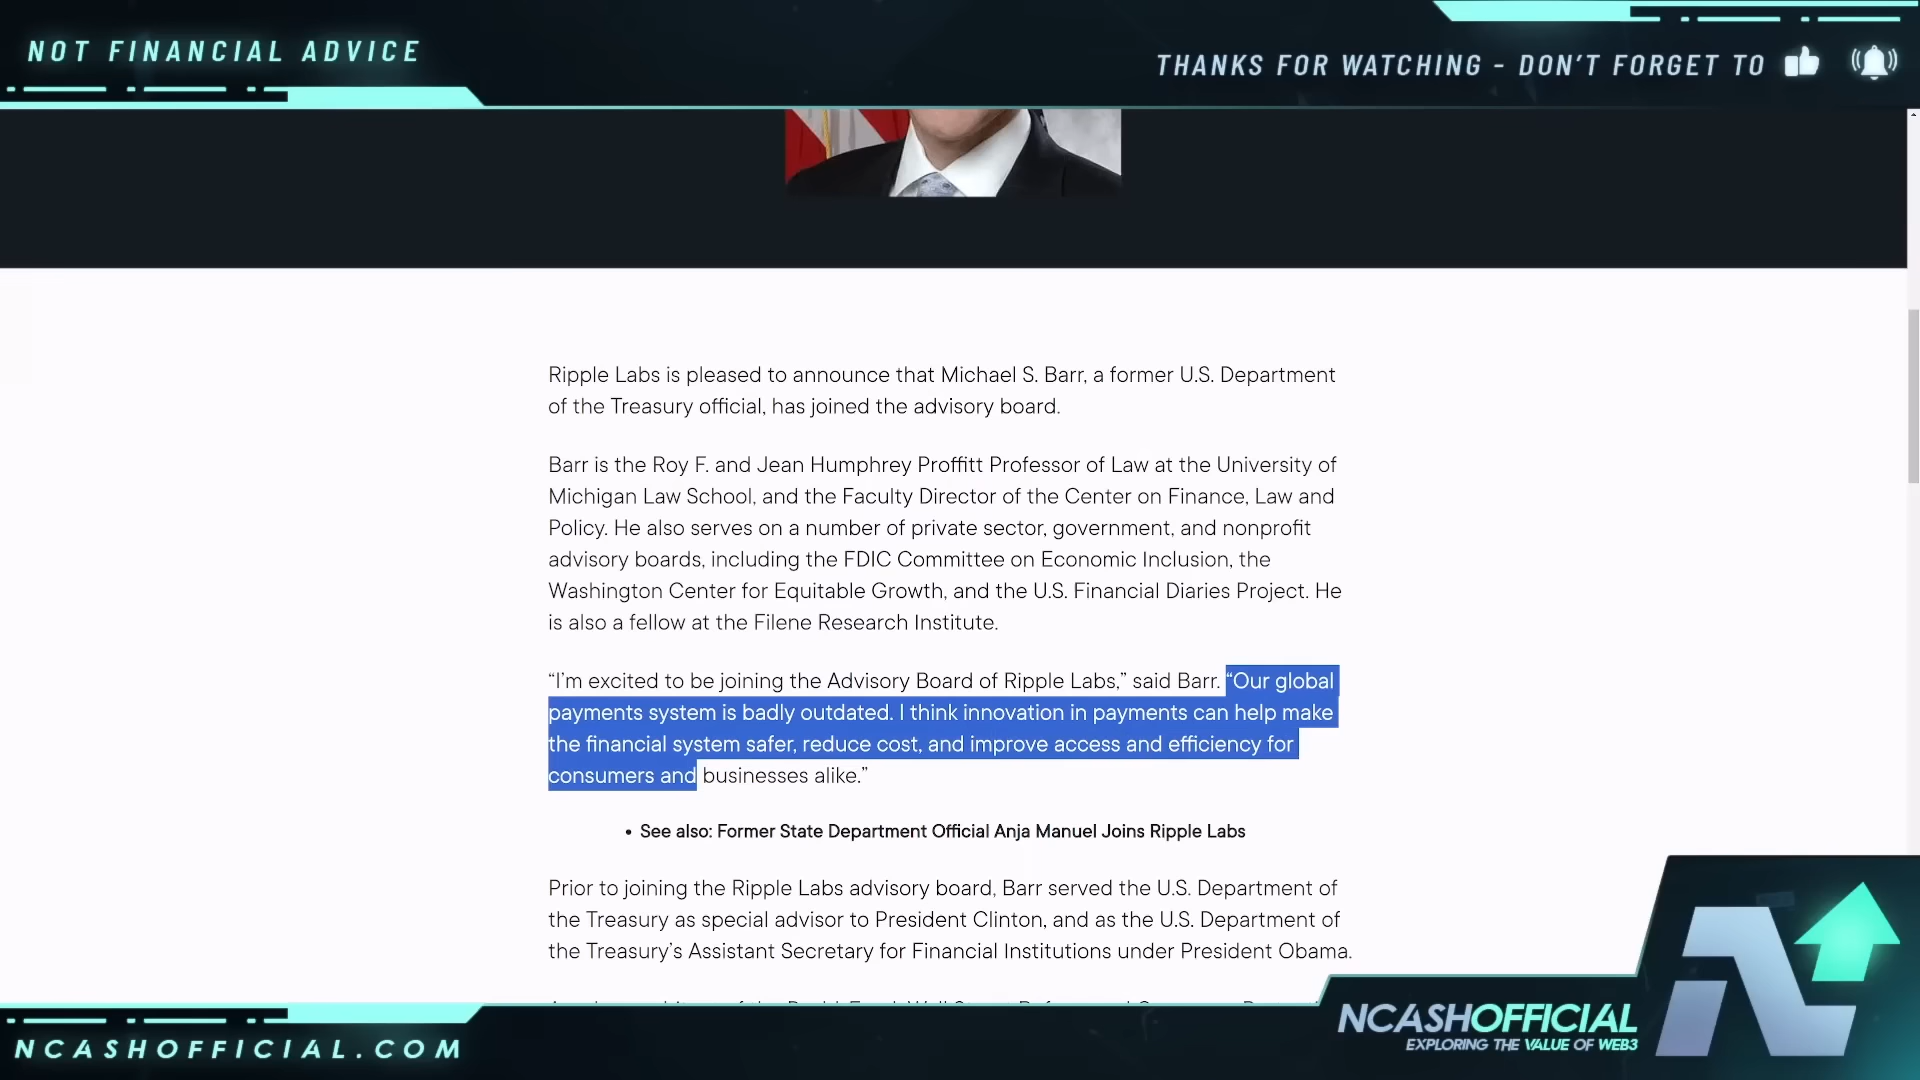 NOT FINANCIAL ADVICE
THANKS FOR WATCHING - DON'T FORGET TO
Ripple Labs is pleased to announce that Michael S. Barr, a former U.S. Department
of the Treasury official, has joined the advisory board.
Barr is the Roy F. and Jean Humphrey Proffitt Professor of Law at the University of
Michigan Law School, and the Faculty Director of the Center on Finance, Law and
Policy. He also serves on a number of private sector, government, and nonprofit
advisory boards, including the FDIC Committee on Economic Inclusion, the
Washington Center for Equitable Growth, and the U.S. Financial Diaries Project. He
is also a fellow at the Filene Research Institute.
“I’m excited to be joining the Advisory Board of Ripple Labs,” said Barr. “Our global
payments system is badly outdated. I think innovation in payments can help make
the financial system safer, reduce cost, and improve access and efficiency for
consumers and businesses alike.”
• See also: Former State Department Official Anja Manuel Joins Ripple Labs
Prior to joining the Ripple Labs advisory board, Barr served the U.S. Department of
the Treasury as special advisor to President Clinton, and as the U.S. Department of
the Treasury’s Assistant Secretary for Financial Institutions under President Obama.
NCASHOFFICIAL.COM
NCASHOFFICIAL
EXPLORING THE VALUE OF WEB3